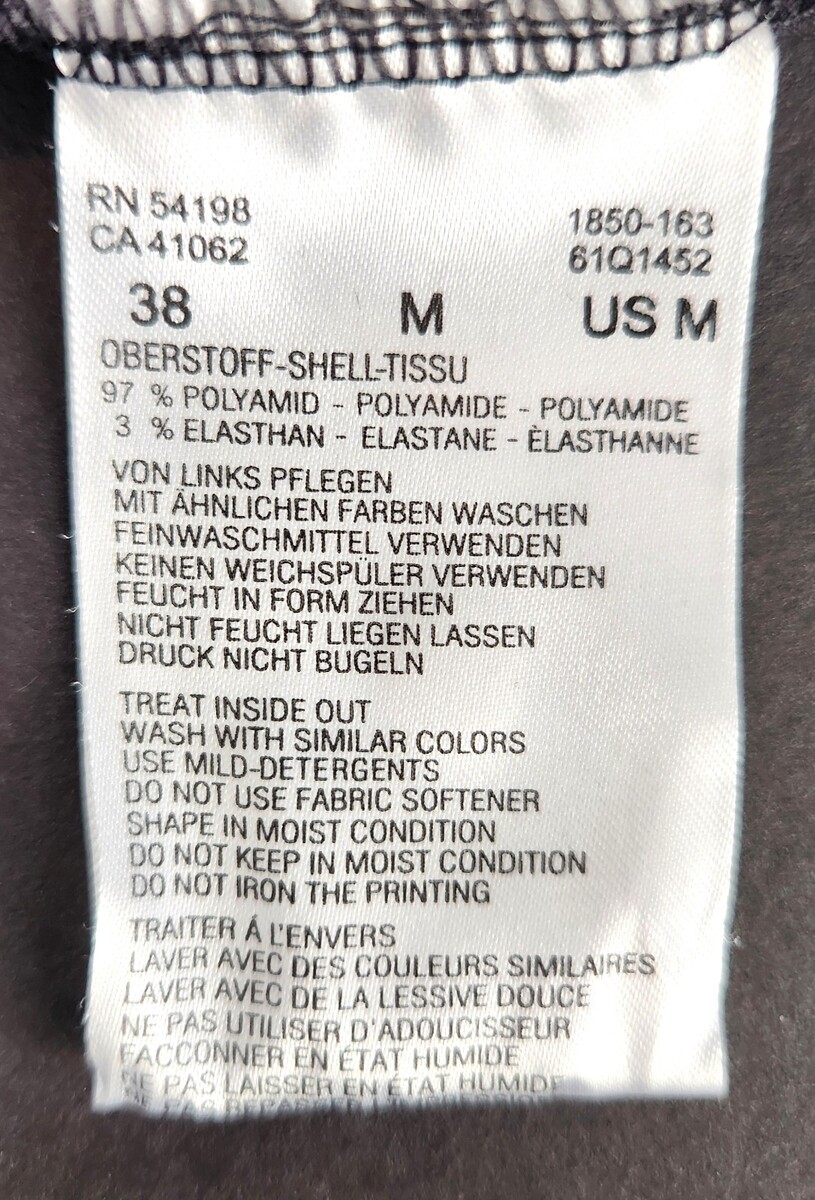 RN 54198
CA 41062
1850-163
61Q1452
38 M US M
OBERSTOFF-SHELL-TISSU
97 % POLYAMID - POLYAMIDE - POLYAMIDE
3 % ELASTHAN - ELASTANE - ÈLASTHANNE
VON LINKS PFLEGEN
MIT ÄHNLICHEN FARBEN WASCHEN
FEINWASCHMITTEL VERWENDEN
KEINEN WEICHSPÜLER VERWENDEN
FEUCHT IN FORM ZIEHEN
NICHT FEUCHT LIEGEN LASSEN
DRUCK NICHT BUGELN
TREAT INSIDE OUT
WASH WITH SIMILAR COLORS
USE MILD-DETERGENTS
DO NOT USE FABRIC SOFTENER
SHAPE IN MOIST CONDITION
DO NOT KEEP IN MOIST CONDITION
DO NOT IRON THE PRINTING
TRAITER Á L'ENVERS
LAVER AVEC DES COULEURS SIMILAIRES
LAVER AVEC DE LA LESSIVE DOUCE
NE PAS UTILISER D'ADOUCISSEUR
FACCONNER EN ÉTAT HUMIDE
NE PAS LAISSER EN ÉTAT HUMIDE